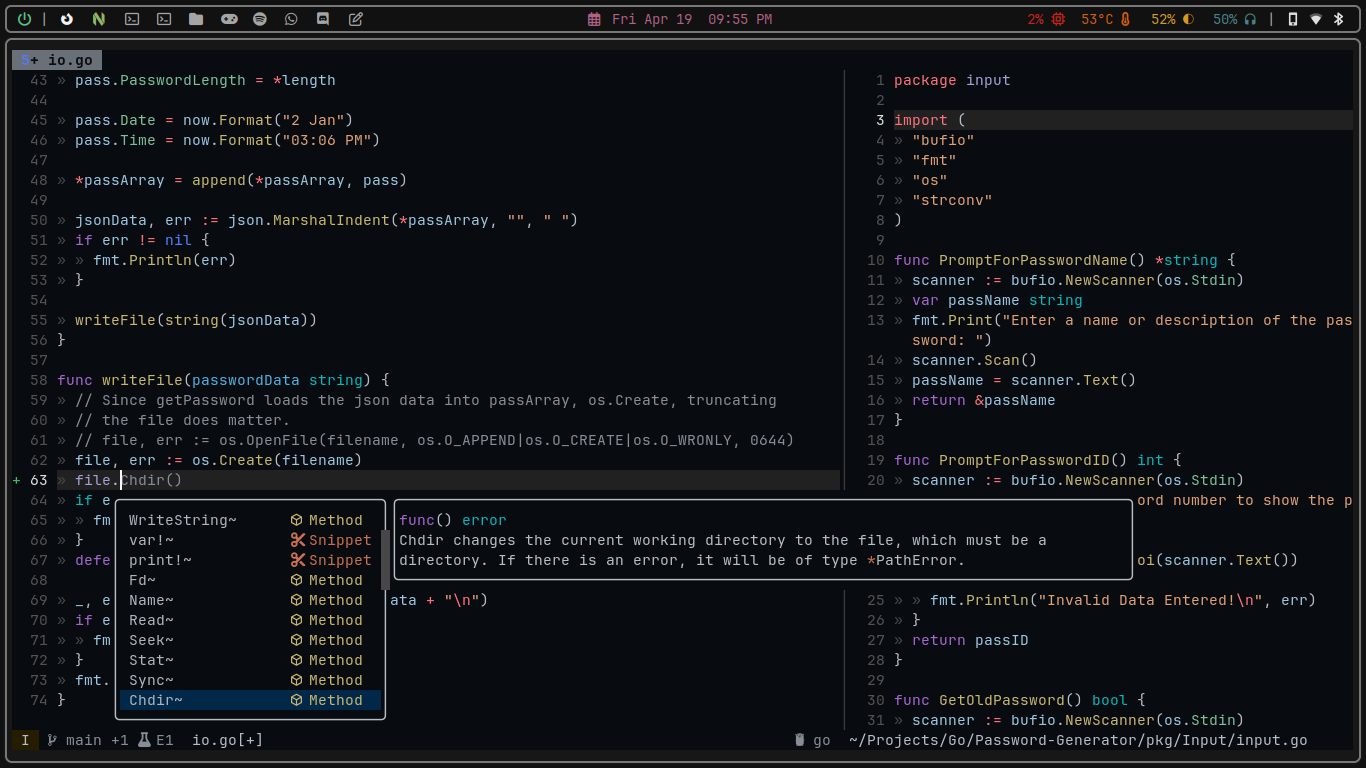 | Fri Apr 19 09:55 PM 2% 53°C 52% 50% |
5+ io.go
43 » pass.PasswordLength = *length
44
45 » pass.Date = now.Format("2 Jan")
46 » pass.Time = now.Format("03:06 PM")
47
48 » *passArray = append(*passArray, pass)
49
50 » jsonData, err := json.MarshalIndent(*passArray, "", " ")
51 » if err != nil {
52 » » fmt.Println(err)
53 » }
54
55 » writeFile(string(jsonData))
56 }
57
58 func writeFile(passwordData string) {
59 » // Since getPassword loads the json data into passArray, os.Create, truncating
60 » // the file does matter.
61 » // file, err := os.OpenFile(filename, os.O_APPEND|os.O_CREATE|os.O_WRONLY, 0644)
62 » file, err := os.Create(filename)
+ 63 » file.Chdir()
64 » if e
65 » » fm
66 » }
67 » defe
68
69 » _, e
ata + "\n")
70 » if e
71 » » fm
72 » }
73 » fmt.
74 }
WriteString~ Method
var!~ Snippet
print!~ Snippet
Fd~ Method
Name~ Method
Read~ Method
Seek~ Method
Stat~ Method
Sync~ Method
Chdir~ Method
func() error
Chdir changes the current working directory to the file, which must be a
directory. If there is an error, it will be of type *PathError.
1 package input
2
3 import (
4 » "bufio"
5 » "fmt"
6 » "os"
7 » "strconv"
8 )
9
10 func PromptForPasswordName() *string {
11 » scanner := bufio.NewScanner(os.Stdin)
12 » var passName string
13 » fmt.Print("Enter a name or description of the pas
sword: ")
14 » scanner.Scan()
15 » passName = scanner.Text()
16 » return &passName
17 }
18
19 func PromptForPasswordID() int {
20 » scanner := bufio.NewScanner(os.Stdin)
ord number to show the p
oi(scanner.Text())
25 » » fmt.Println("Invalid Data Entered!\n", err)
26 » }
27 » return passID
28 }
29
30 func GetOldPassword() bool {
31 » scanner := bufio.NewScanner(os.Stdin)
I main +1 E1 io.go[+] go ~/Projects/Go/Password-Generator/pkg/Input/input.go